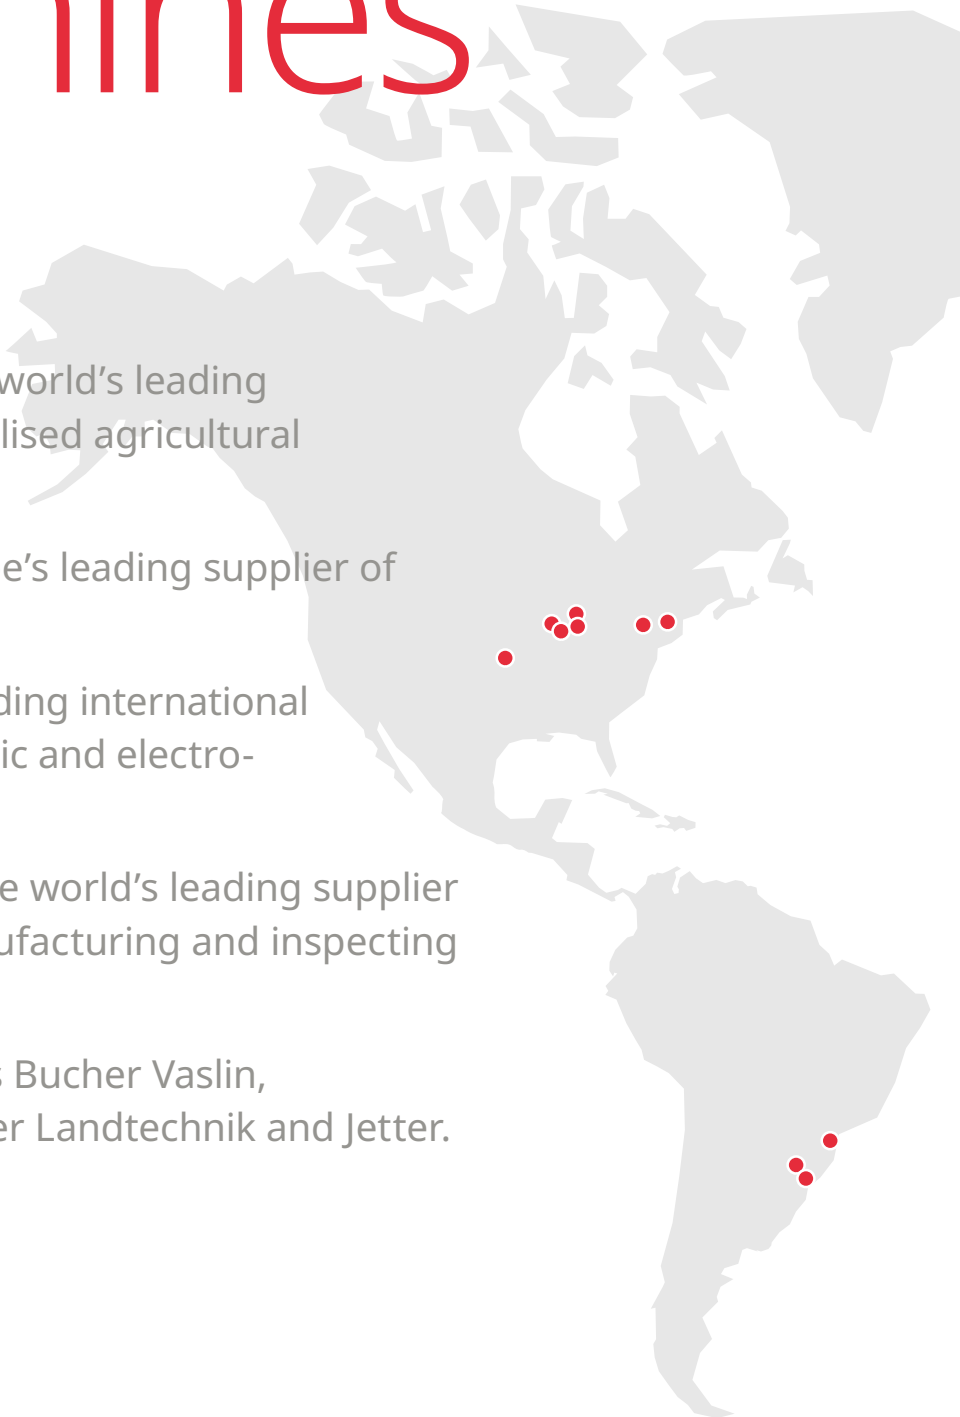 world’s leading
lised agricultural
e’s leading supplier of
ding international
ic and electro-
e world’s leading supplier
ufacturing and inspecting
s Bucher Vaslin,
er Landtechnik and Jetter.